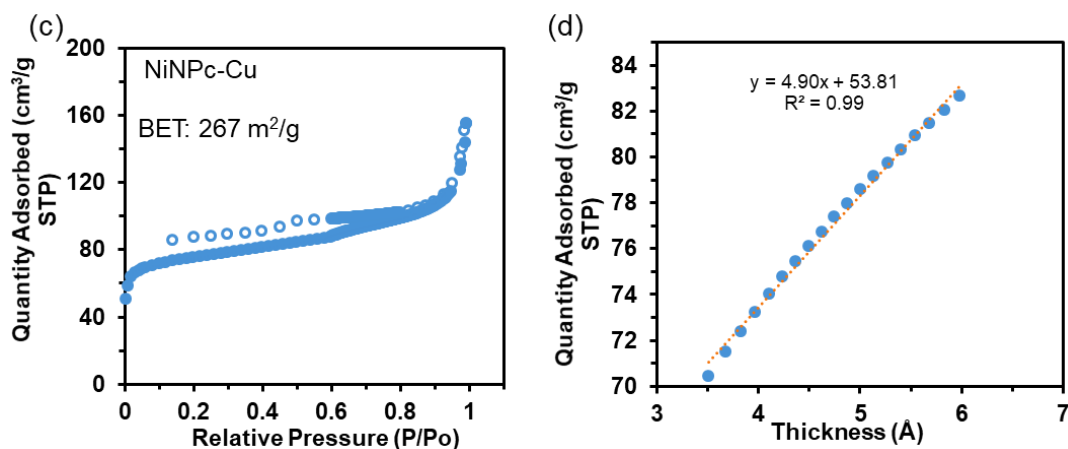 (c)
200
160
120
80
40
0
Quantity Adsorbed (cm³/g
STP)
NiNPc-Cu
BET: 267 m²/g
0
0.2
0.4
0.6
0.8
1
Relative Pressure (P/Po)
(d)
84
82
80
78
76
74
72
70
Quantity Adsorbed (cm³/g
STP)
y = 4.90x + 53.81
R² = 0.99
3
4
5
6
7
Thickness (Å)